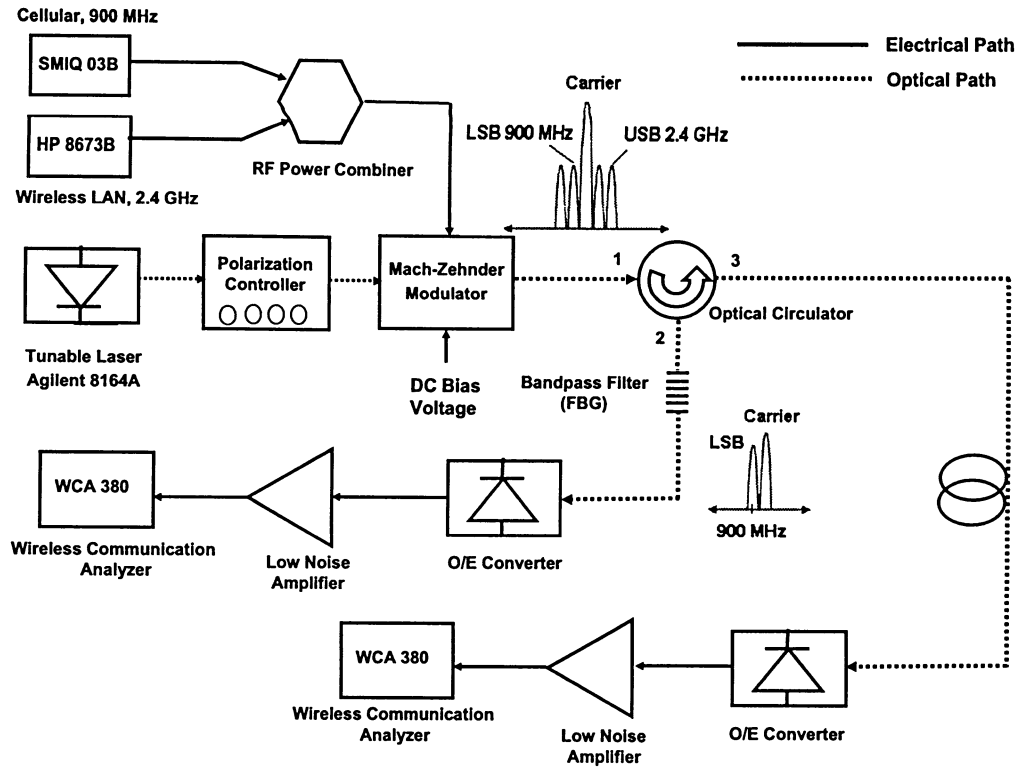 Cellular, 900 MHz
SMIQ 03B
HP 8673B
Wireless LAN, 2.4 GHz
RF Power Combiner
Electrical Path
Optical Path
Carrier
LSB 900 MHz
USB 2.4 GHz
Polarization
Controller
Mach-Zehnder
Modulator
1
3
2
Optical Circulator
Tunable Laser
Agilent 8164A
DC Bias
Voltage
Bandpass Filter
(FBG)
Carrier
LSB
900 MHz
WCA 380
Wireless Communication
Analyzer
Low Noise
Amplifier
O/E Converter
WCA 380
Wireless Communication
Analyzer
Low Noise
Amplifier
O/E Converter